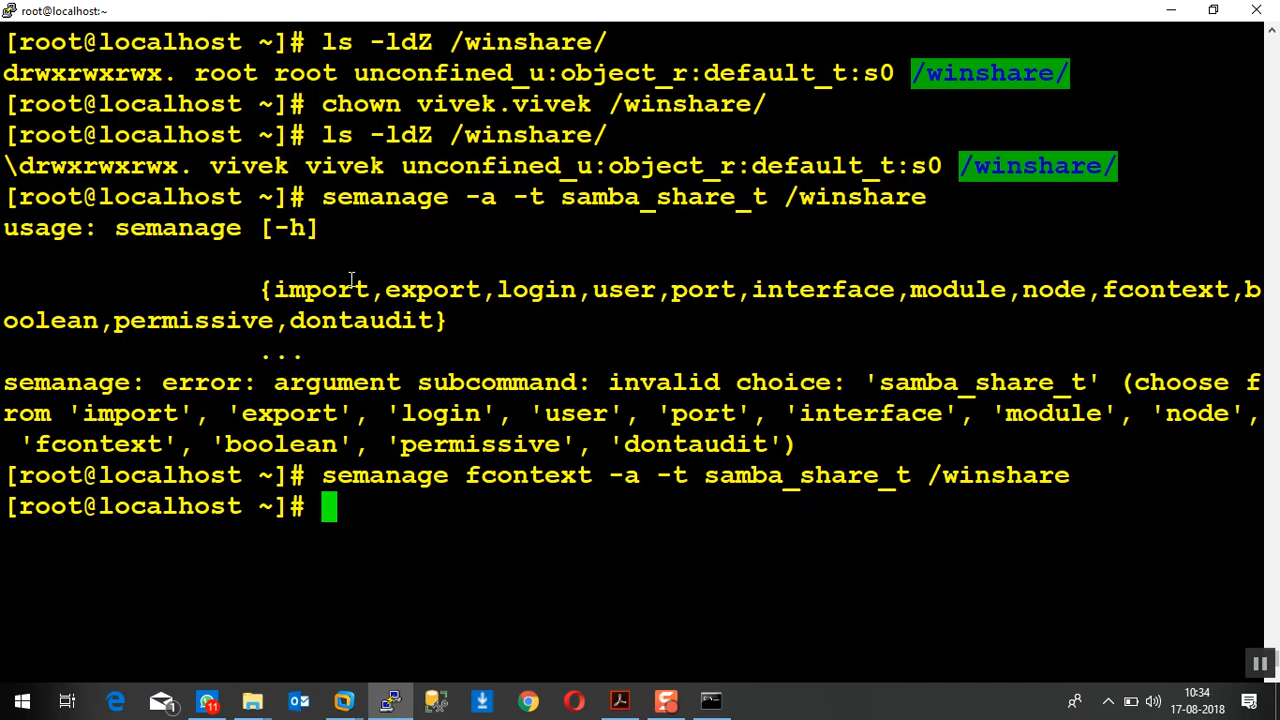 root@localhost:~
[root@localhost ~]# ls -ldZ /winshare/
drwxrwxrwx. root root unconfined_u:object_r:default_t:s0 /winshare/
[root@localhost ~]# chown vivek.vivek /winshare/
[root@localhost ~]# ls -ldZ /winshare/
\drwxrwxrwx. vivek vivek unconfined_u:object_r:default_t:s0 /winshare/
[root@localhost ~]# semanage -a -t samba_share_t /winshare
usage: semanage [-h]
{import,export,login,user,port,interface,module,node,fcontext,b
oolean,permissive,dontaudit}
...
semanage: error: argument subcommand: invalid choice: 'samba_share_t' (choose f
rom 'import', 'export', 'login', 'user', 'port', 'interface', 'module', 'node',
'fcontext', 'boolean', 'permissive', 'dontaudit')
[root@localhost ~]# semanage fcontext -a -t samba_share_t /winshare
[root@localhost ~]#
1
11
10:34
17-08-2018